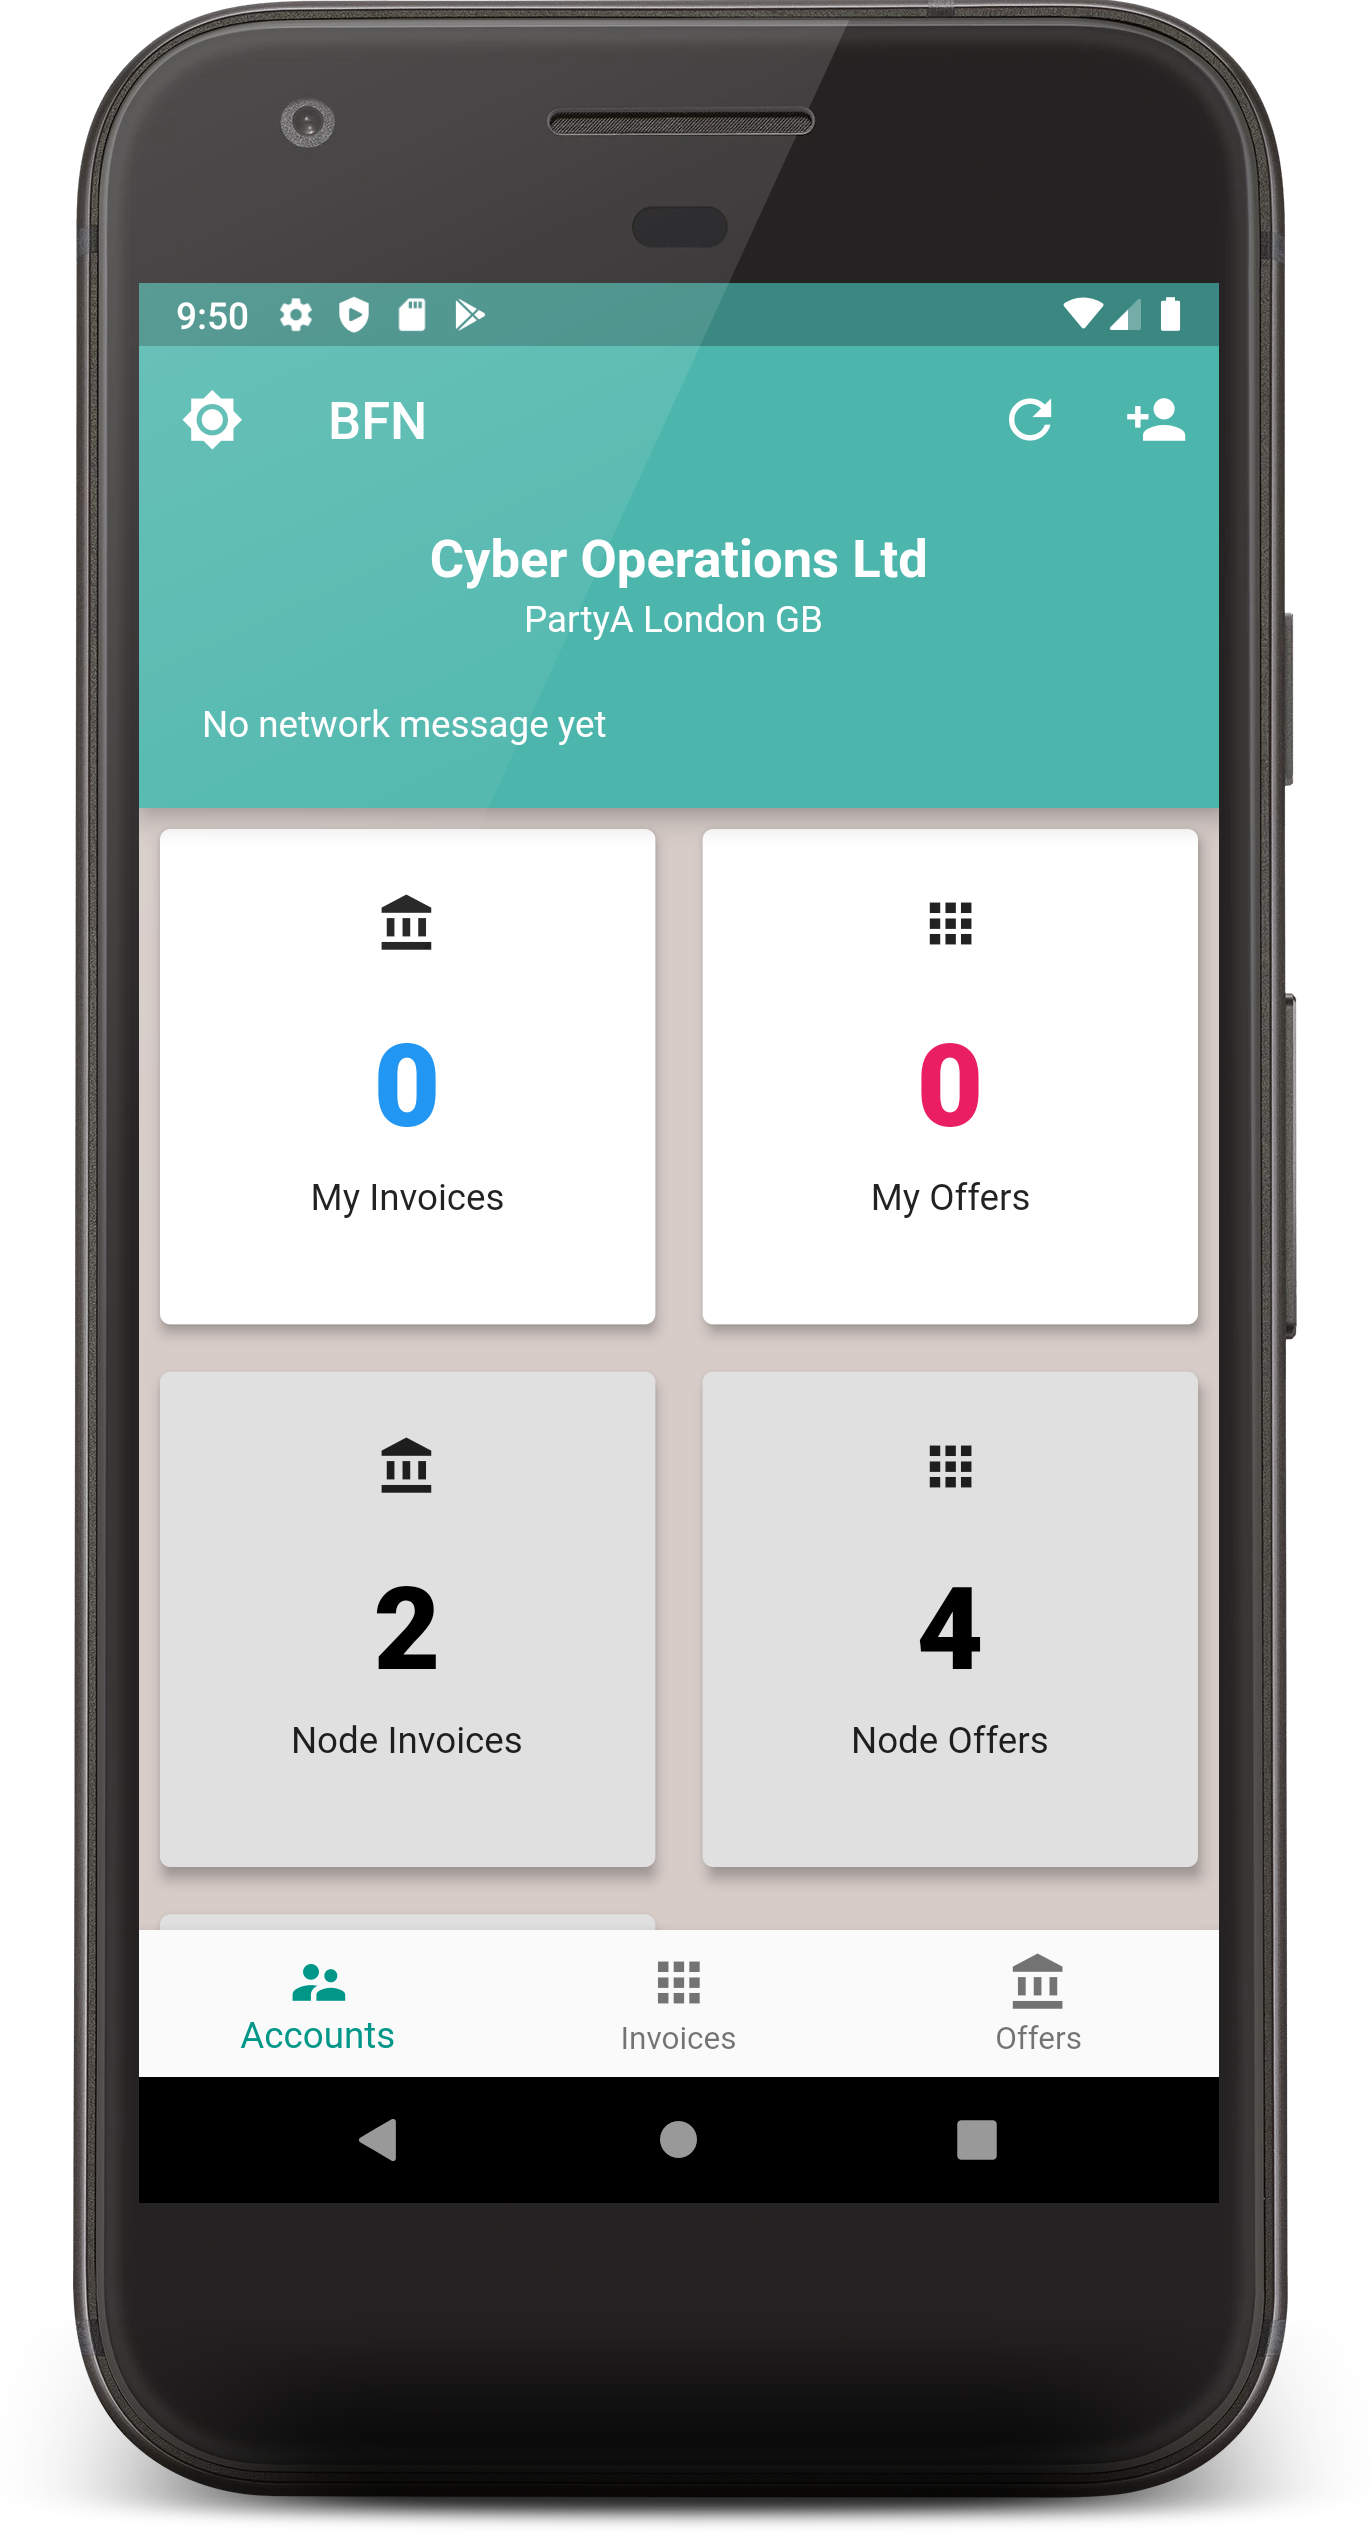 9:50
BFN
Cyber Operations Ltd
PartyA London GB
No network message yet
0
0
My Invoices
My Offers
2
4
Node Invoices
Node Offers
Accounts
Invoices
Offers